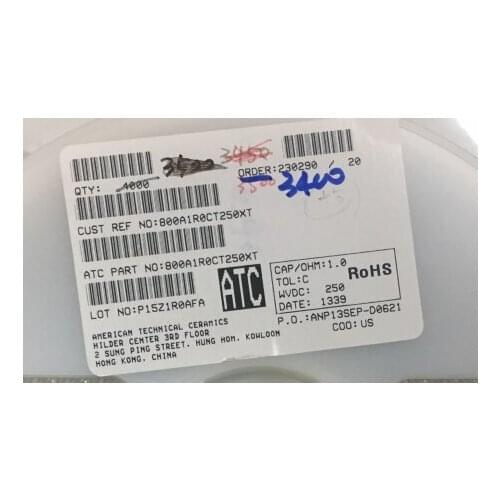 3450
QTY: 4000
ORDER:230290 20
3500
3400
CUST REF NO:800A1R0CT250XT
ATC PART NO:800A1R0CT250XT
LOT NO:P15Z1R0AFA
ATC
CAP/OHM:1.0
TOL:C
RoHS
WVDC: 250
DATE: 1339
P.O.:ANP13SEP-D0621
COO:US
AMERICAN TECHNICAL CERAMICS
HILDER CENTER 3RD FLOOR
2 SUNG PING STREET, HUNG HOM, KOWLOON
HONG KONG, CHINA